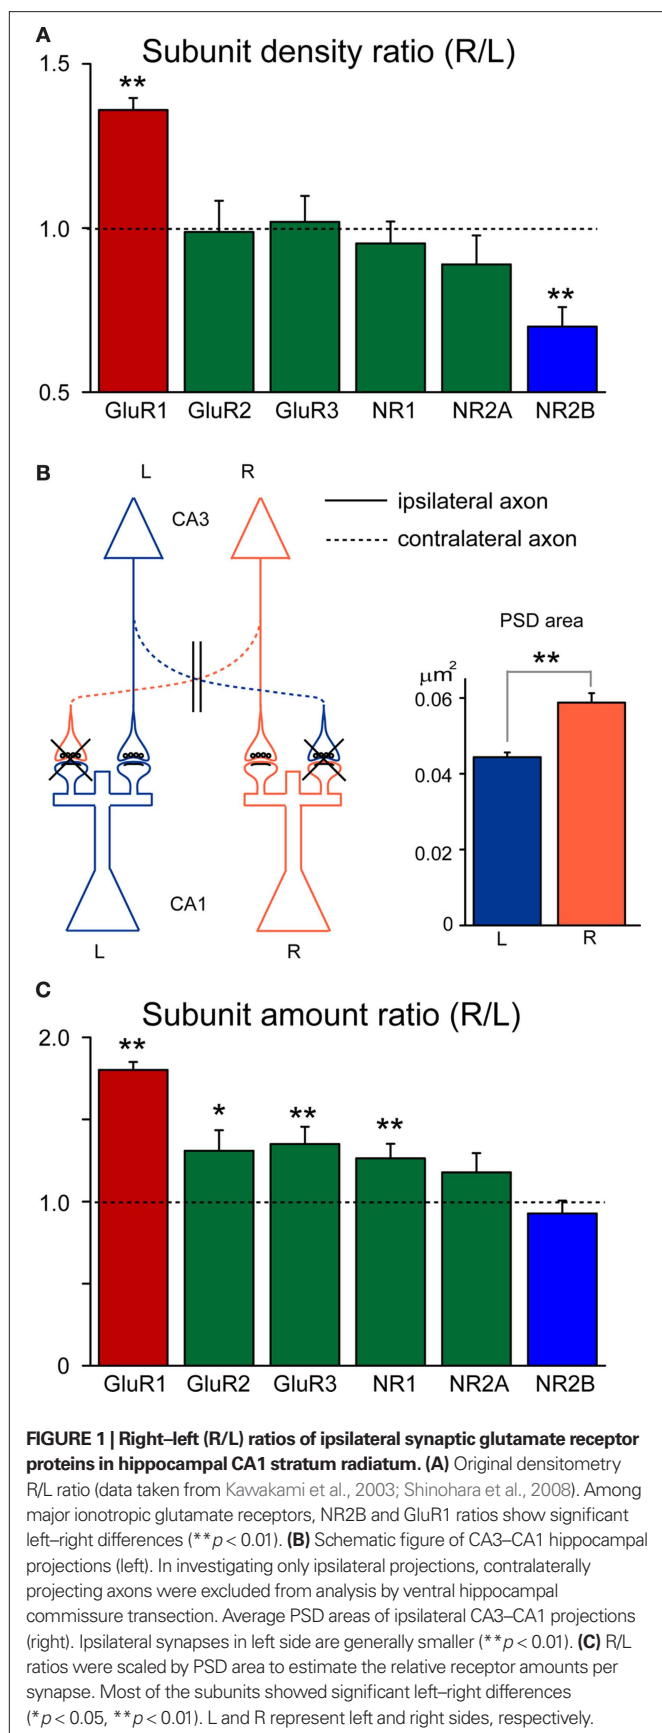 A
Subunit density ratio (R/L)
1.5
**
1.0
**
0.5
GluR1 GluR2 GluR3 NR1 NR2A NR2B
B
L R
CA3
ipsilateral axon
contralateral axon
PSD area
μm²
**
0.06
0.04
0.02
0
L R
CA1
L R
C
Subunit amount ratio (R/L)
2.0
**
* ** **
1.0
0
GluR1 GluR2 GluR3 NR1 NR2A NR2B
FIGURE 1 | Right–left (R/L) ratios of ipsilateral synaptic glutamate receptor
proteins in hippocampal CA1 stratum radiatum. (A) Original densitometry
R/L ratio (data taken from Kawakami et al., 2003; Shinohara et al., 2008). Among
major ionotropic glutamate receptors, NR2B and GluR1 ratios show significant
left–right differences (**p < 0.01). (B) Schematic figure of CA3–CA1 hippocampal
projections (left). In investigating only ipsilateral projections, contralaterally
projecting axons were excluded from analysis by ventral hippocampal
commissure transection. Average PSD areas of ipsilateral CA3–CA1 projections
(right). Ipsilateral synapses in left side are generally smaller (**p < 0.01). (C) R/L
ratios were scaled by PSD area to estimate the relative receptor amounts per
synapse. Most of the subunits showed significant left–right differences
(*p < 0.05, **p < 0.01). L and R represent left and right sides, respectively.